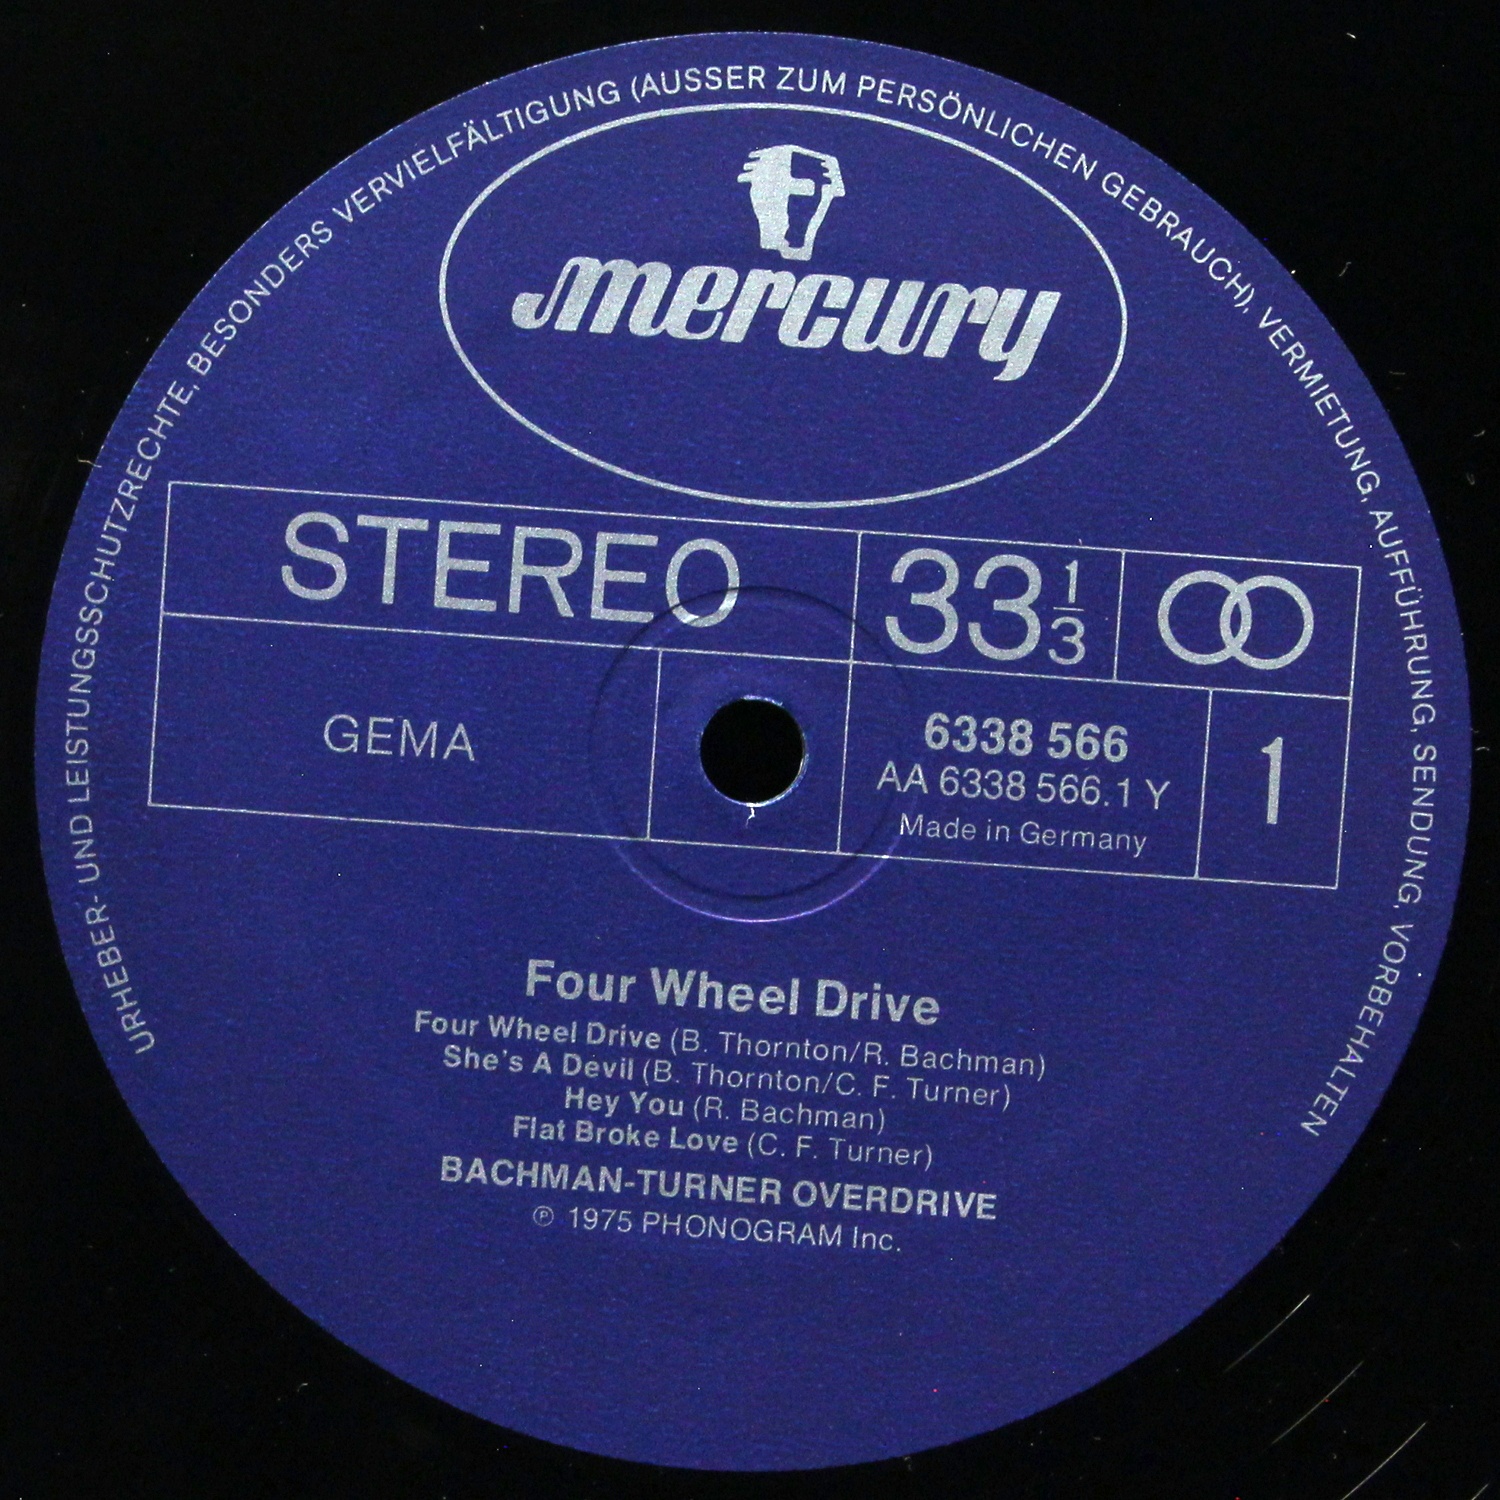 URHEBER- UND LEISTUNGSSCHUTZRECHTE, BESONDERS VERVIELFÄLTIGUNG (AUSSER ZUM PERSÖNLICHEN GEBRAUCH), VERMIETUNG, AUFFÜHRUNG, SENDUNG, VORBEHALTEN
mercury
STEREO
33 1/3
GEMA
6338 566
AA 6338 566.1 Y
Made in Germany
1
Four Wheel Drive
Four Wheel Drive (B. Thornton/R. Bachman)
She's A Devil (B. Thornton/C. F. Turner)
Hey You (R. Bachman)
Flat Broke Love (C. F. Turner)
BACHMAN-TURNER OVERDRIVE
℗ 1975 PHONOGRAM Inc.